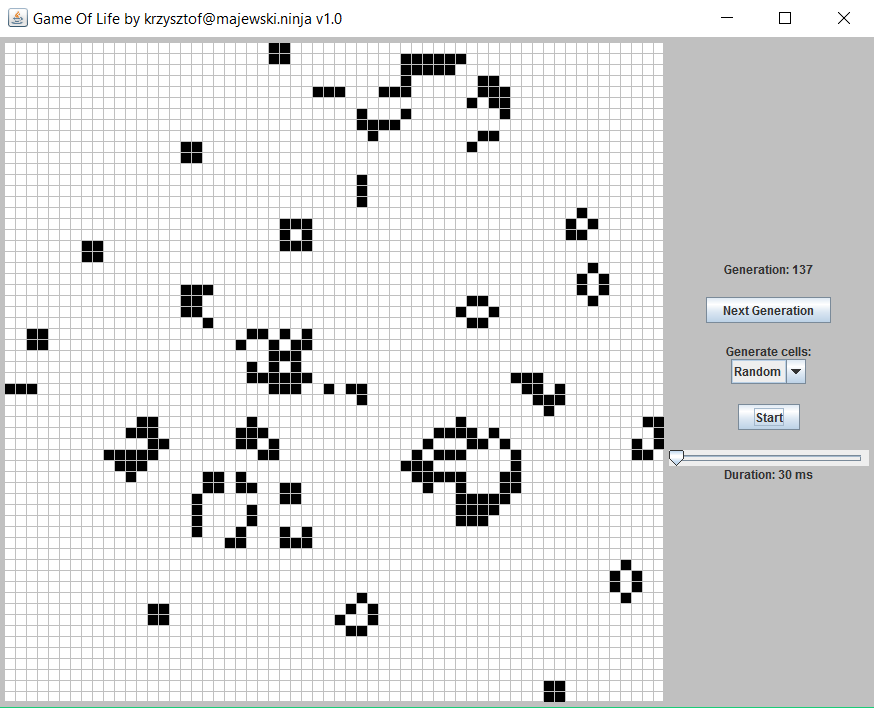 Game Of Life by krzysztof@majewski.ninja v1.0
Generation: 137
Next Generation
Generate cells:
Random
Start
Duration: 30 ms